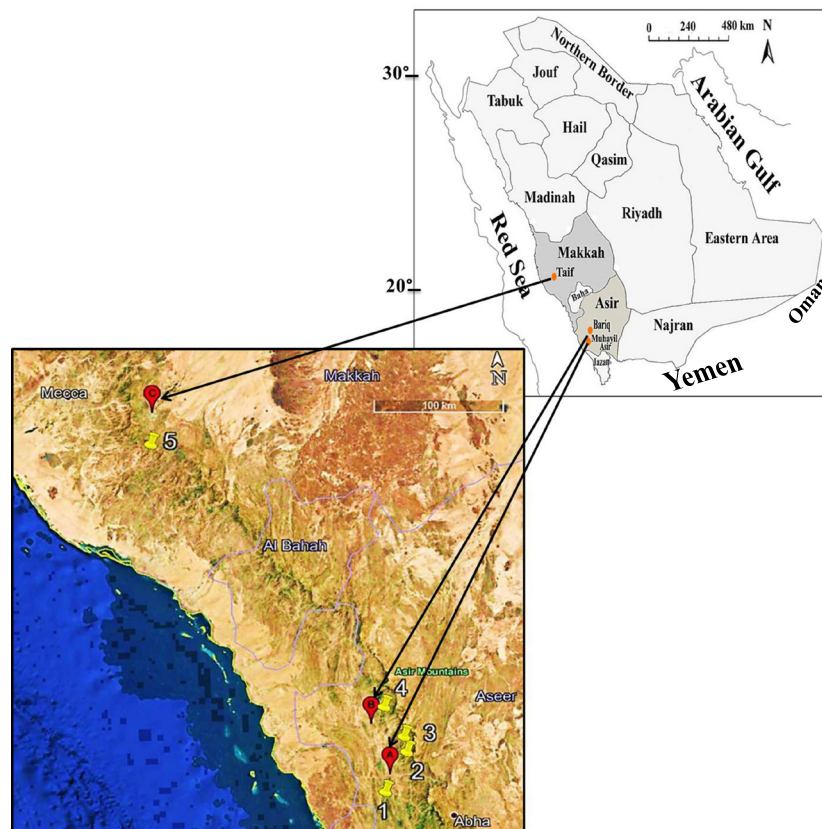 0 240 480 km
N
30°
20°
Northern Border
Jouf
Tabuk
Hail
Qasim
Arabian Gulf
Madinah
Riyadh
Red Sea
Makkah
Eastern Area
Taif
Baha
Asir
Oman
Bariq
Muhayil
Asir
Najran
Jazan
Yemen
N
Mecca
Makkah
100 km
C
5
Al Bahah
Asir Mountains
4
B
Aseer
3
A
2
1
Abha